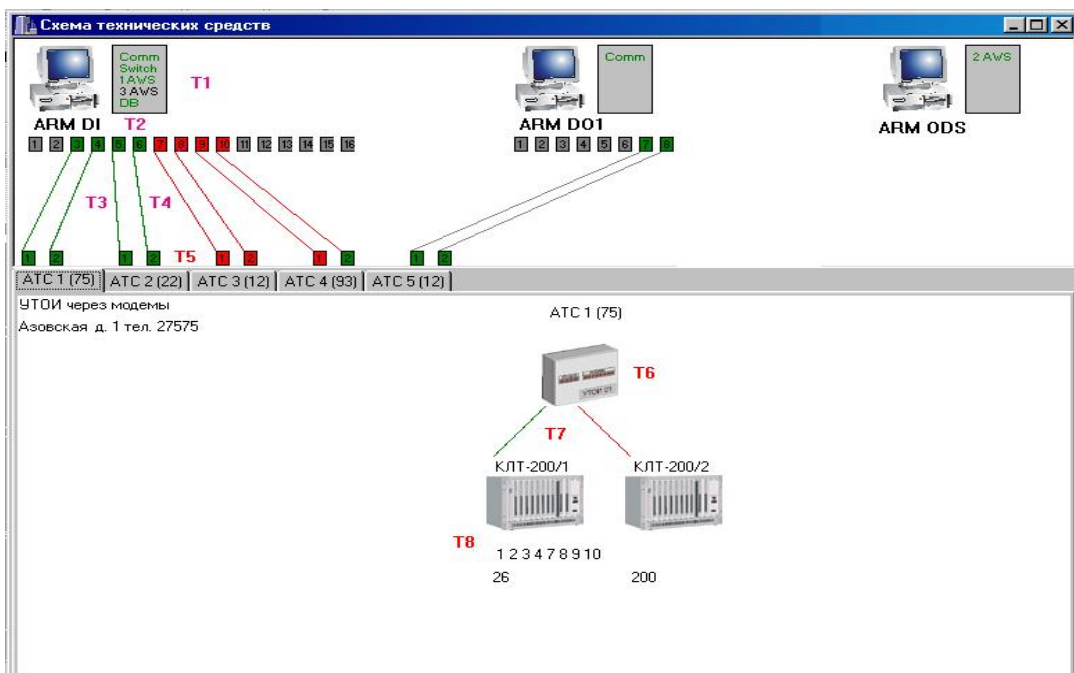 Схема технических средств
Comm
Switch
1 AWS
3 AWS
DB
T1
Comm
2 AWS
ARM DI T2
ARM DO1
ARM ODS
1 2 3 4 5 6 7 8 9 10 11 12 13 14 15 16
1 2 3 4 5 6 7 8
T3 T4
1 2 1 2 T5 1 2 1 2 1 2
АТС 1 (75) АТС 2 (22) АТС 3 (12) АТС 4 (93) АТС 5 (12)
УТОИ через модемы
Азовская д. 1 тел. 27575
АТС 1 (75)
УТОИ 01
T6
T7
КЛТ-200/1 КЛТ-200/2
T8
1 2 3 4 7 8 9 10
26 200